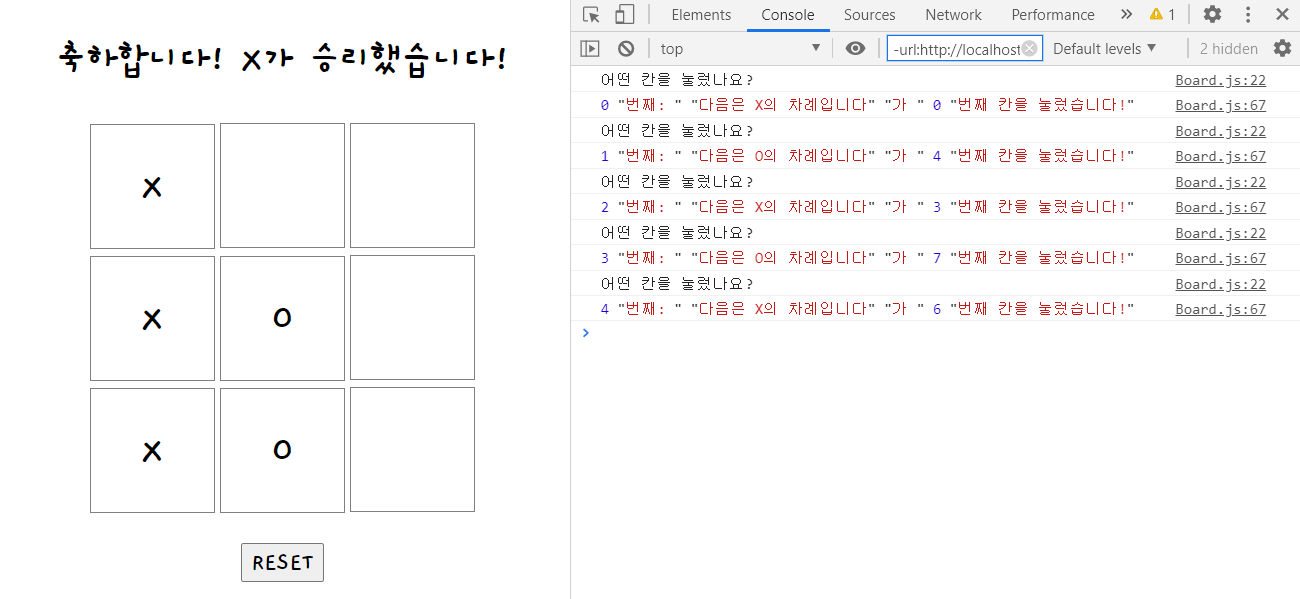 축하합니다! X가 승리했습니다!
X
X O
X O
RESET
Elements Console Sources Network Performance » 1
top -url:http://localhost Default levels 2 hidden
어떤 칸을 눌렀나요? Board.js:22
0 "번째: " "다음은 X의 차례입니다" "가 " 0 "번째 칸을 눌렀습니다!" Board.js:67
어떤 칸을 눌렀나요? Board.js:22
1 "번째: " "다음은 O의 차례입니다" "가 " 4 "번째 칸을 눌렀습니다!" Board.js:67
어떤 칸을 눌렀나요? Board.js:22
2 "번째: " "다음은 X의 차례입니다" "가 " 3 "번째 칸을 눌렀습니다!" Board.js:67
어떤 칸을 눌렀나요? Board.js:22
3 "번째: " "다음은 O의 차례입니다" "가 " 7 "번째 칸을 눌렀습니다!" Board.js:67
어떤 칸을 눌렀나요? Board.js:22
4 "번째: " "다음은 X의 차례입니다" "가 " 6 "번째 칸을 눌렀습니다!" Board.js:67